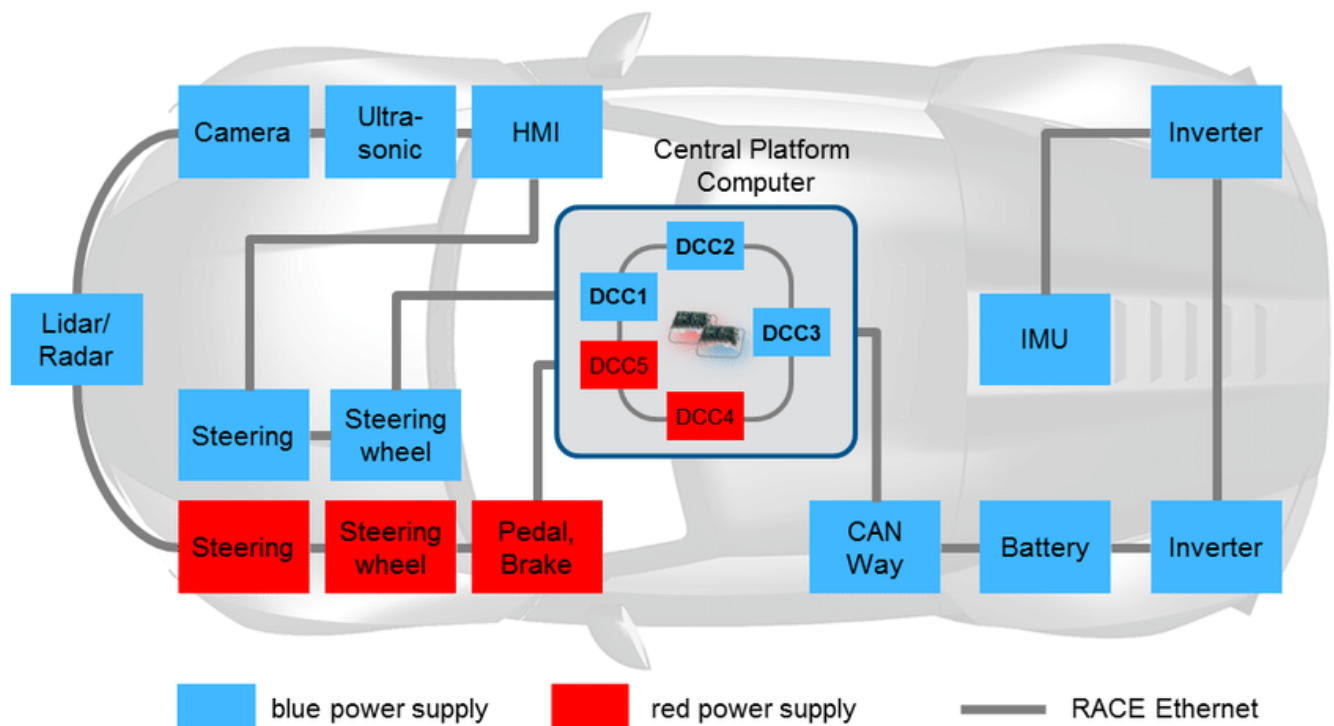 Camera
Ultra-
sonic
HMI
Central Platform
Computer
Inverter
DCC2
DCC1
DCC3
DCC5
DCC4
Lidar/
Radar
IMU
Steering
Steering
wheel
Steering
Steering
wheel
Pedal,
Brake
CAN
Way
Battery
Inverter
blue power supply
red power supply
RACE Ethernet